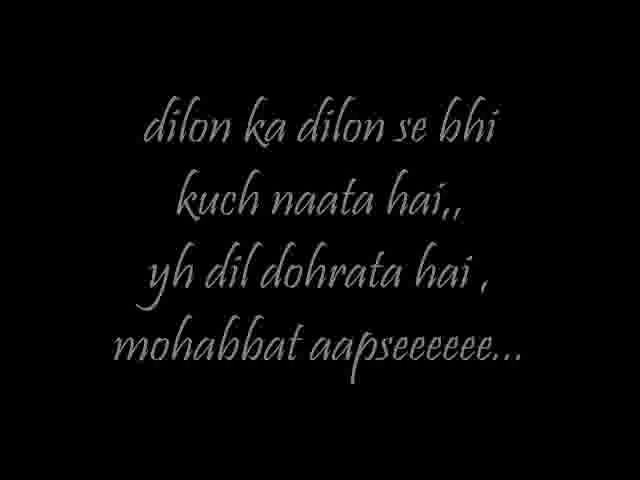 dilon ka dilon se bhi
kuch naata hai,,
yh dil dohrata hai ,
mohabbat aapseeeeee...